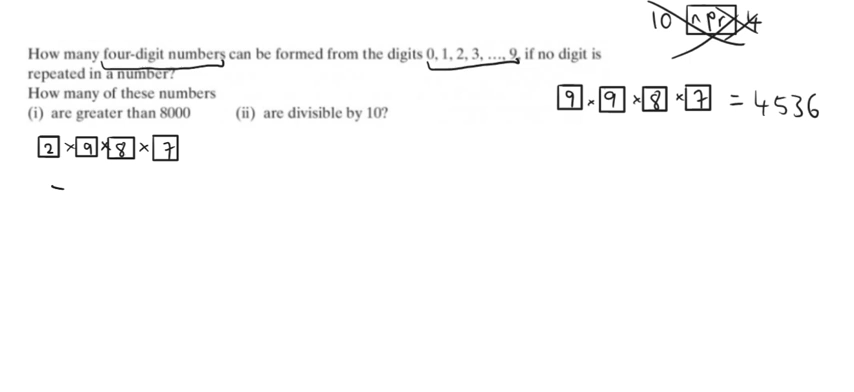 10 nPr 4
How many four-digit numbers can be formed from the digits 0, 1, 2, 3, ..., 9, if no digit is
repeated in a number?
How many of these numbers
(i) are greater than 8000 (ii) are divisible by 10?
9 × 9 × 8 × 7 = 4536
2 × 9 × 8 × 7